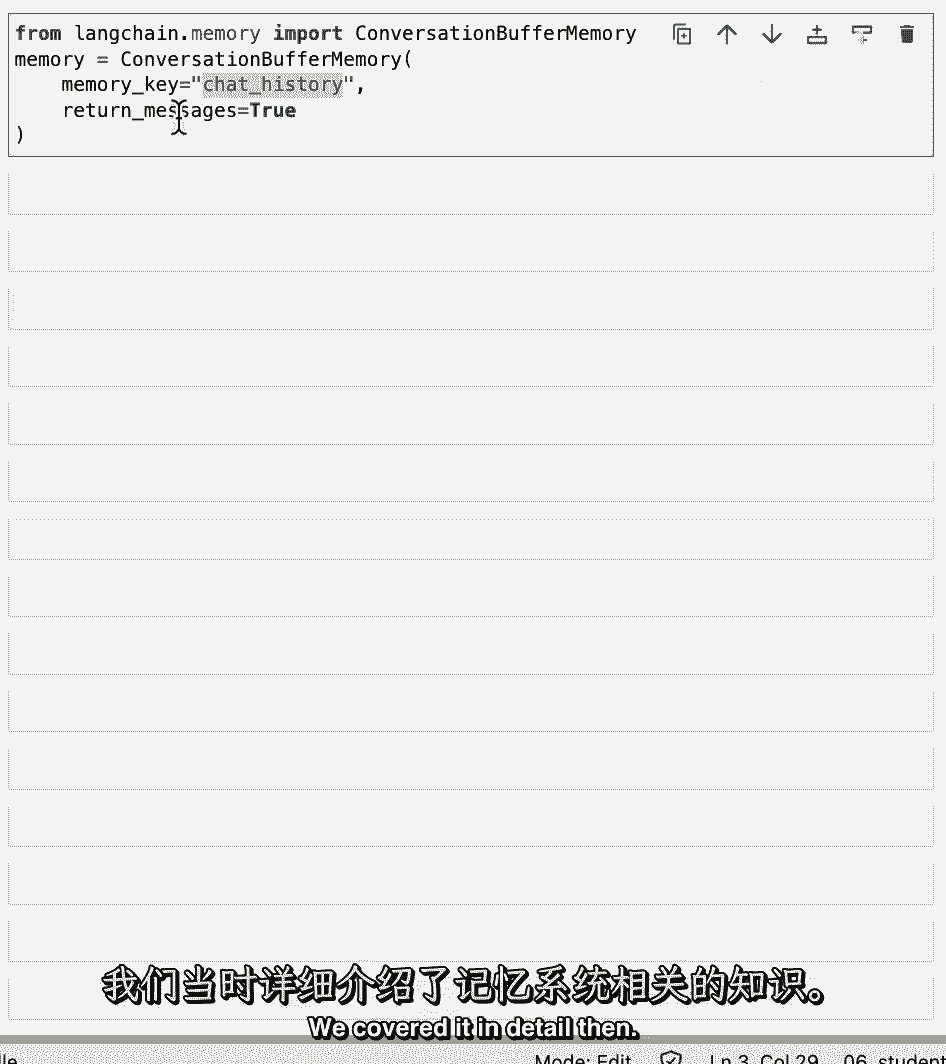 from langchain.memory import ConversationBufferMemory
memory = ConversationBufferMemory(
    memory_key="chat_history",
    return_messages=True
)
我们当时详细介绍了记忆系统相关的知识。
We covered it in detail then.
Mode: Edit Ln 3, Col 29 06_student